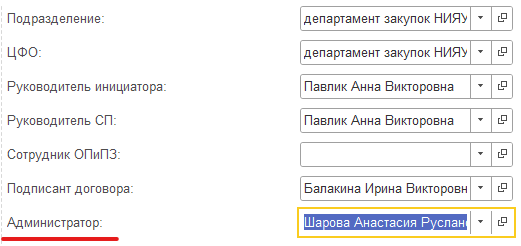 Подразделение: департамент закупок НИЯУ
ЦФО: департамент закупок НИЯУ
Руководитель инициатора: Павлик Анна Викторовна
Руководитель СП: Павлик Анна Викторовна
Сотрудник ОПиПЗ:
Подписант договора: Балакина Ирина Викторовн
Администратор: Шарова Анастасия Руслан